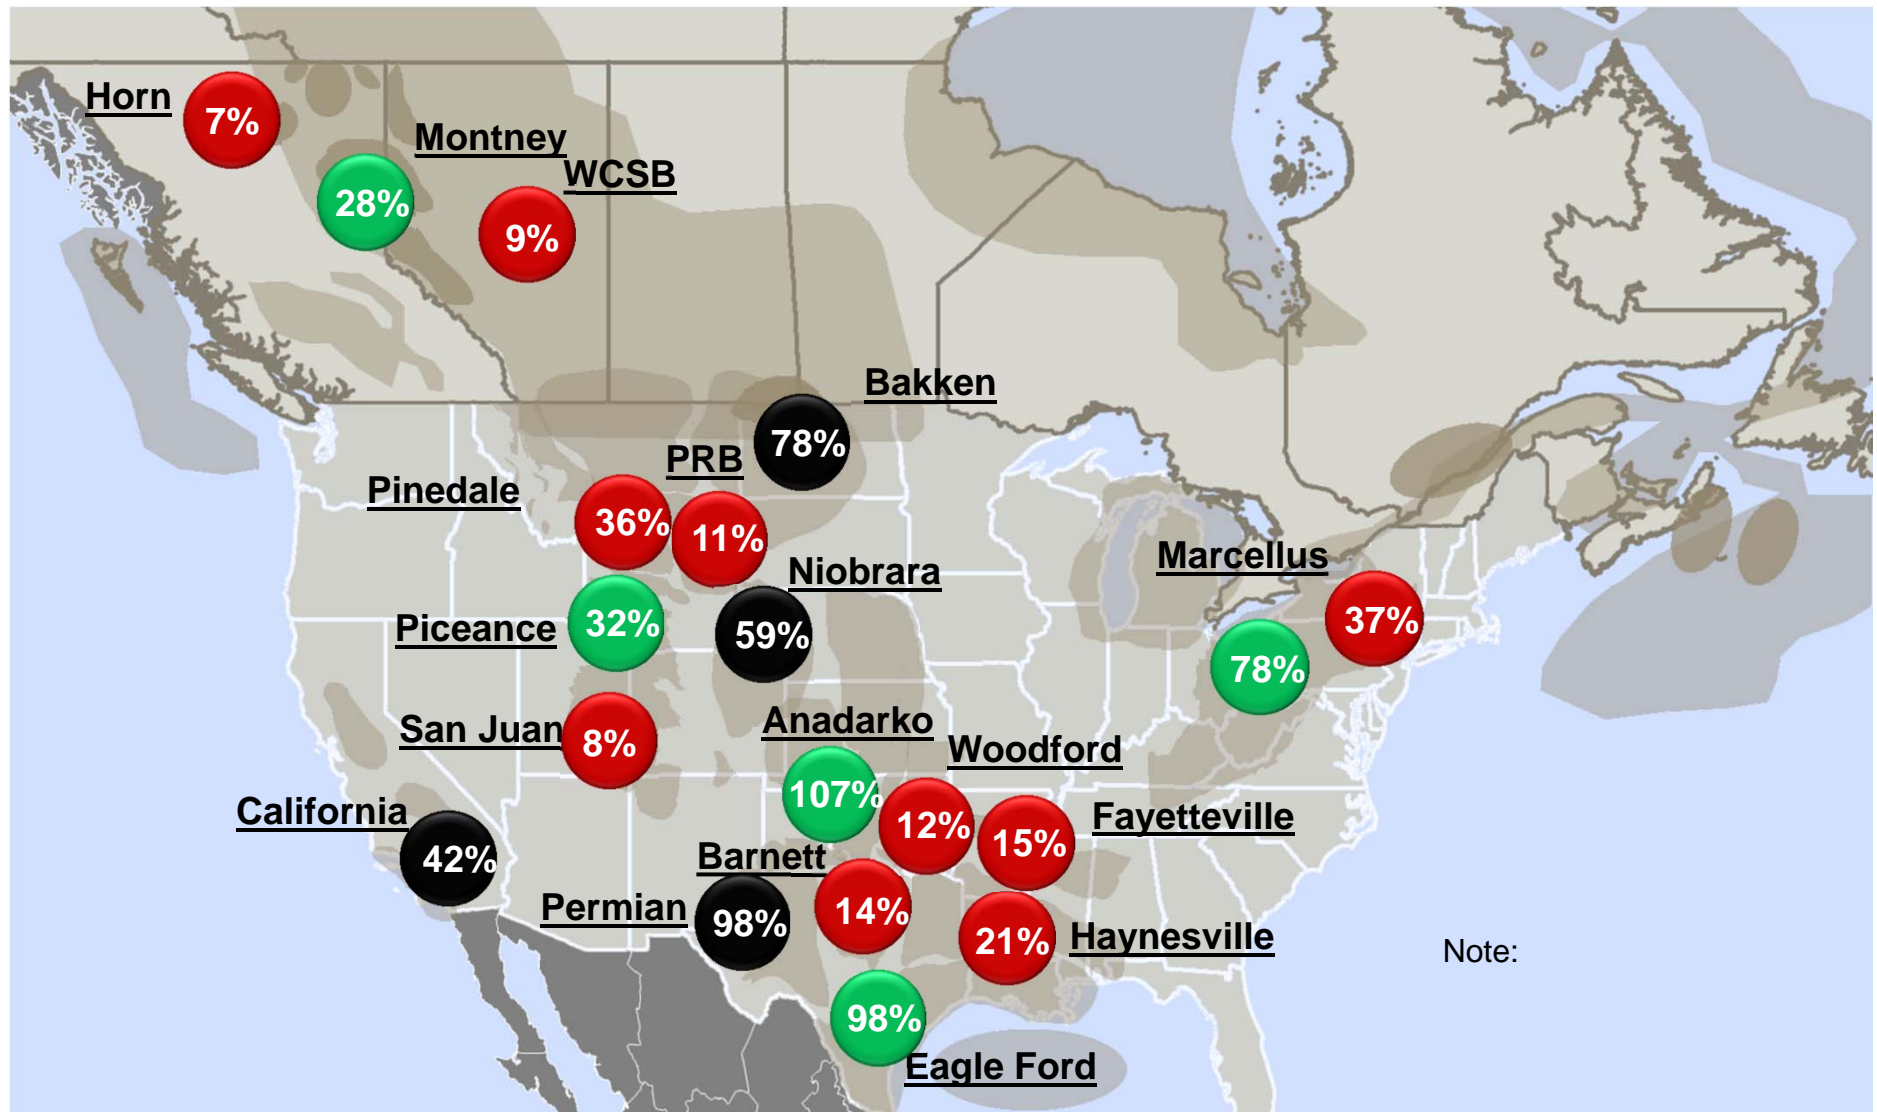 Horn
7%
Montney
WCSB
28%
9%
Bakken
78%
PRB
Pinedale
36%
11%
Marcellus
Niobrara
37%
Piceance
32%
59%
78%
San Juan
8%
Anadarko
Woodford
107%
California
12%
15%
Fayetteville
42%
Barnett
Permian
98%
14%
21%
Haynesville
Note:
98%
Eagle Ford